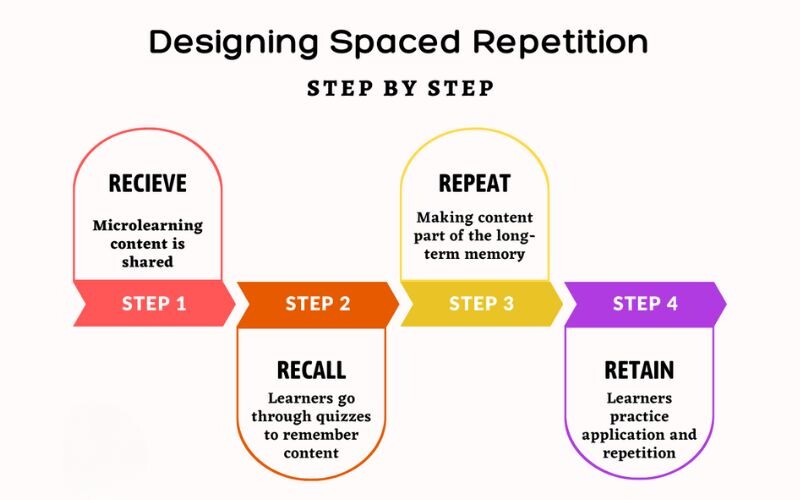 Designing Spaced Repetition
STEP BY STEP
RECIEVE
Microlearning
content is
shared
STEP 1
STEP 2
RECALL
Learners go
through quizzes
to remember
content
REPEAT
Making content
part of the long-
term memory
STEP 3
STEP 4
RETAIN
Learners
practice
application and
repetition